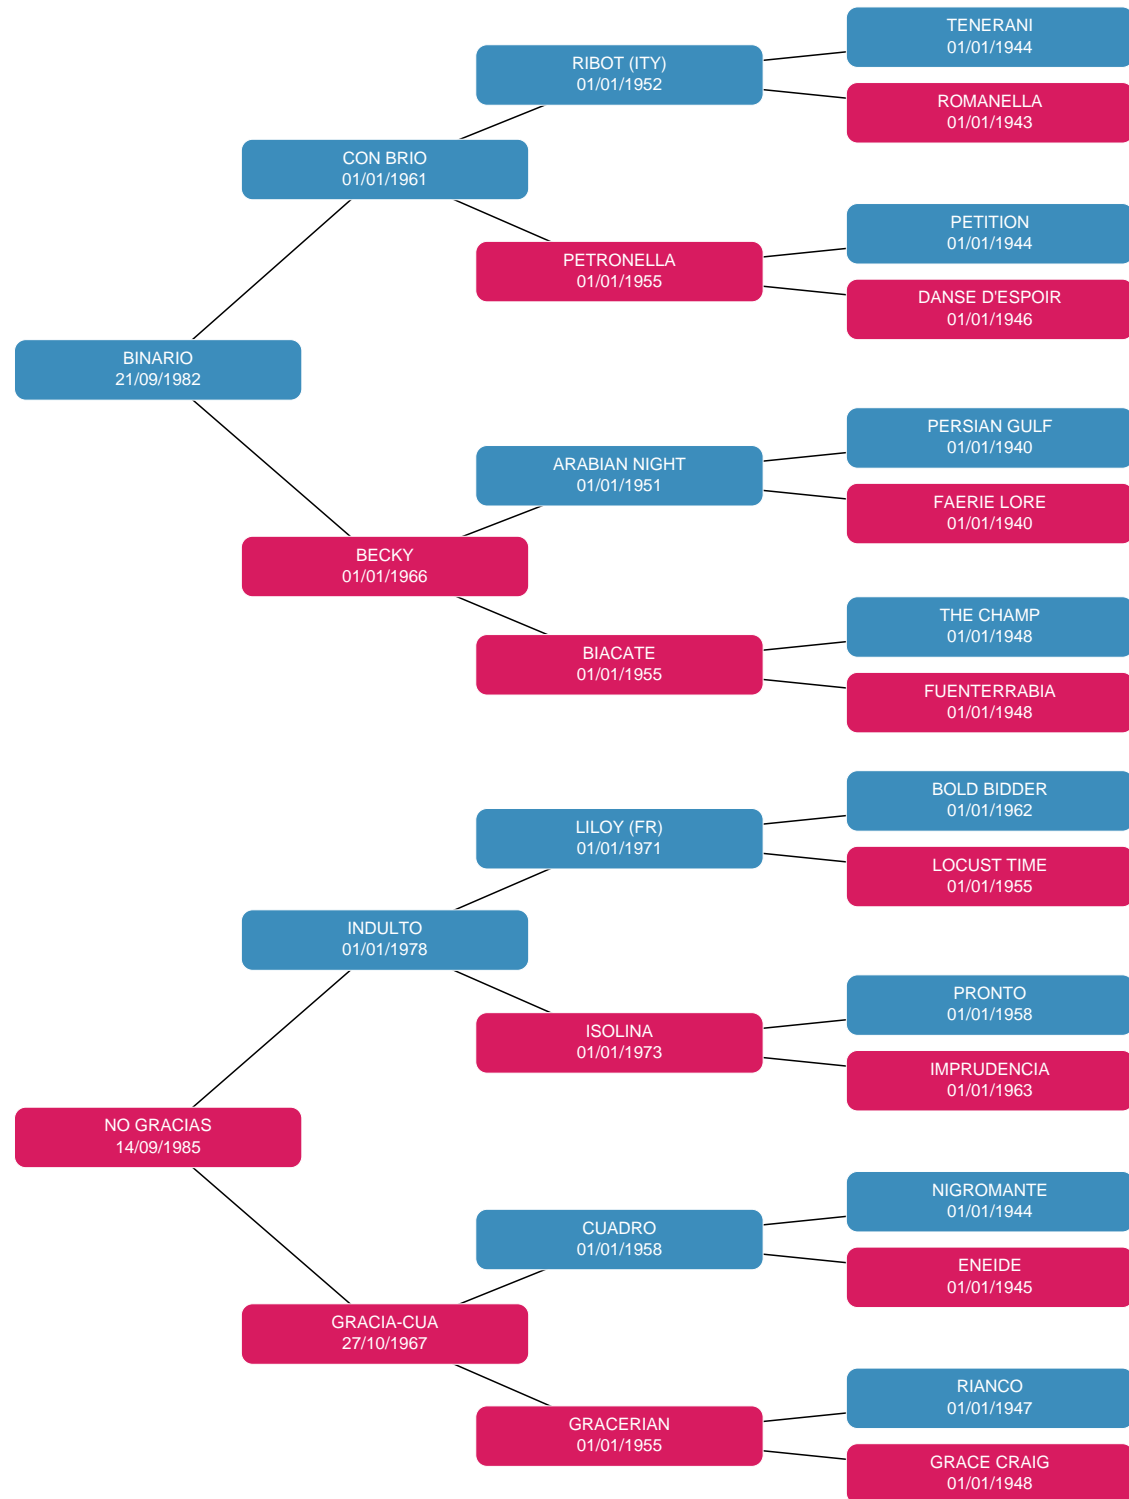 TENERANI
01/01/1944
RIBOT (ITY)
01/01/1952
ROMANELLA
01/01/1943
CON BRIO
01/01/1961
PETITION
01/01/1944
PETRONELLA
01/01/1955
DANSE D'ESPOIR
01/01/1946
BINARIO
21/09/1982
PERSIAN GULF
01/01/1940
ARABIAN NIGHT
01/01/1951
FAERIE LORE
01/01/1940
BECKY
01/01/1966
THE CHAMP
01/01/1948
BIACATE
01/01/1955
FUENTERRABIA
01/01/1948
BOLD BIDDER
01/01/1962
LILOY (FR)
01/01/1971
LOCUST TIME
01/01/1955
INDULTO
01/01/1978
PRONTO
01/01/1958
ISOLINA
01/01/1973
IMPRUDENCIA
01/01/1963
NO GRACIAS
14/09/1985
NIGROMANTE
01/01/1944
CUADRO
01/01/1958
ENEIDE
01/01/1945
GRACIA-CUA
27/10/1967
RIANCO
01/01/1947
GRACERIAN
01/01/1955
GRACE CRAIG
01/01/1948